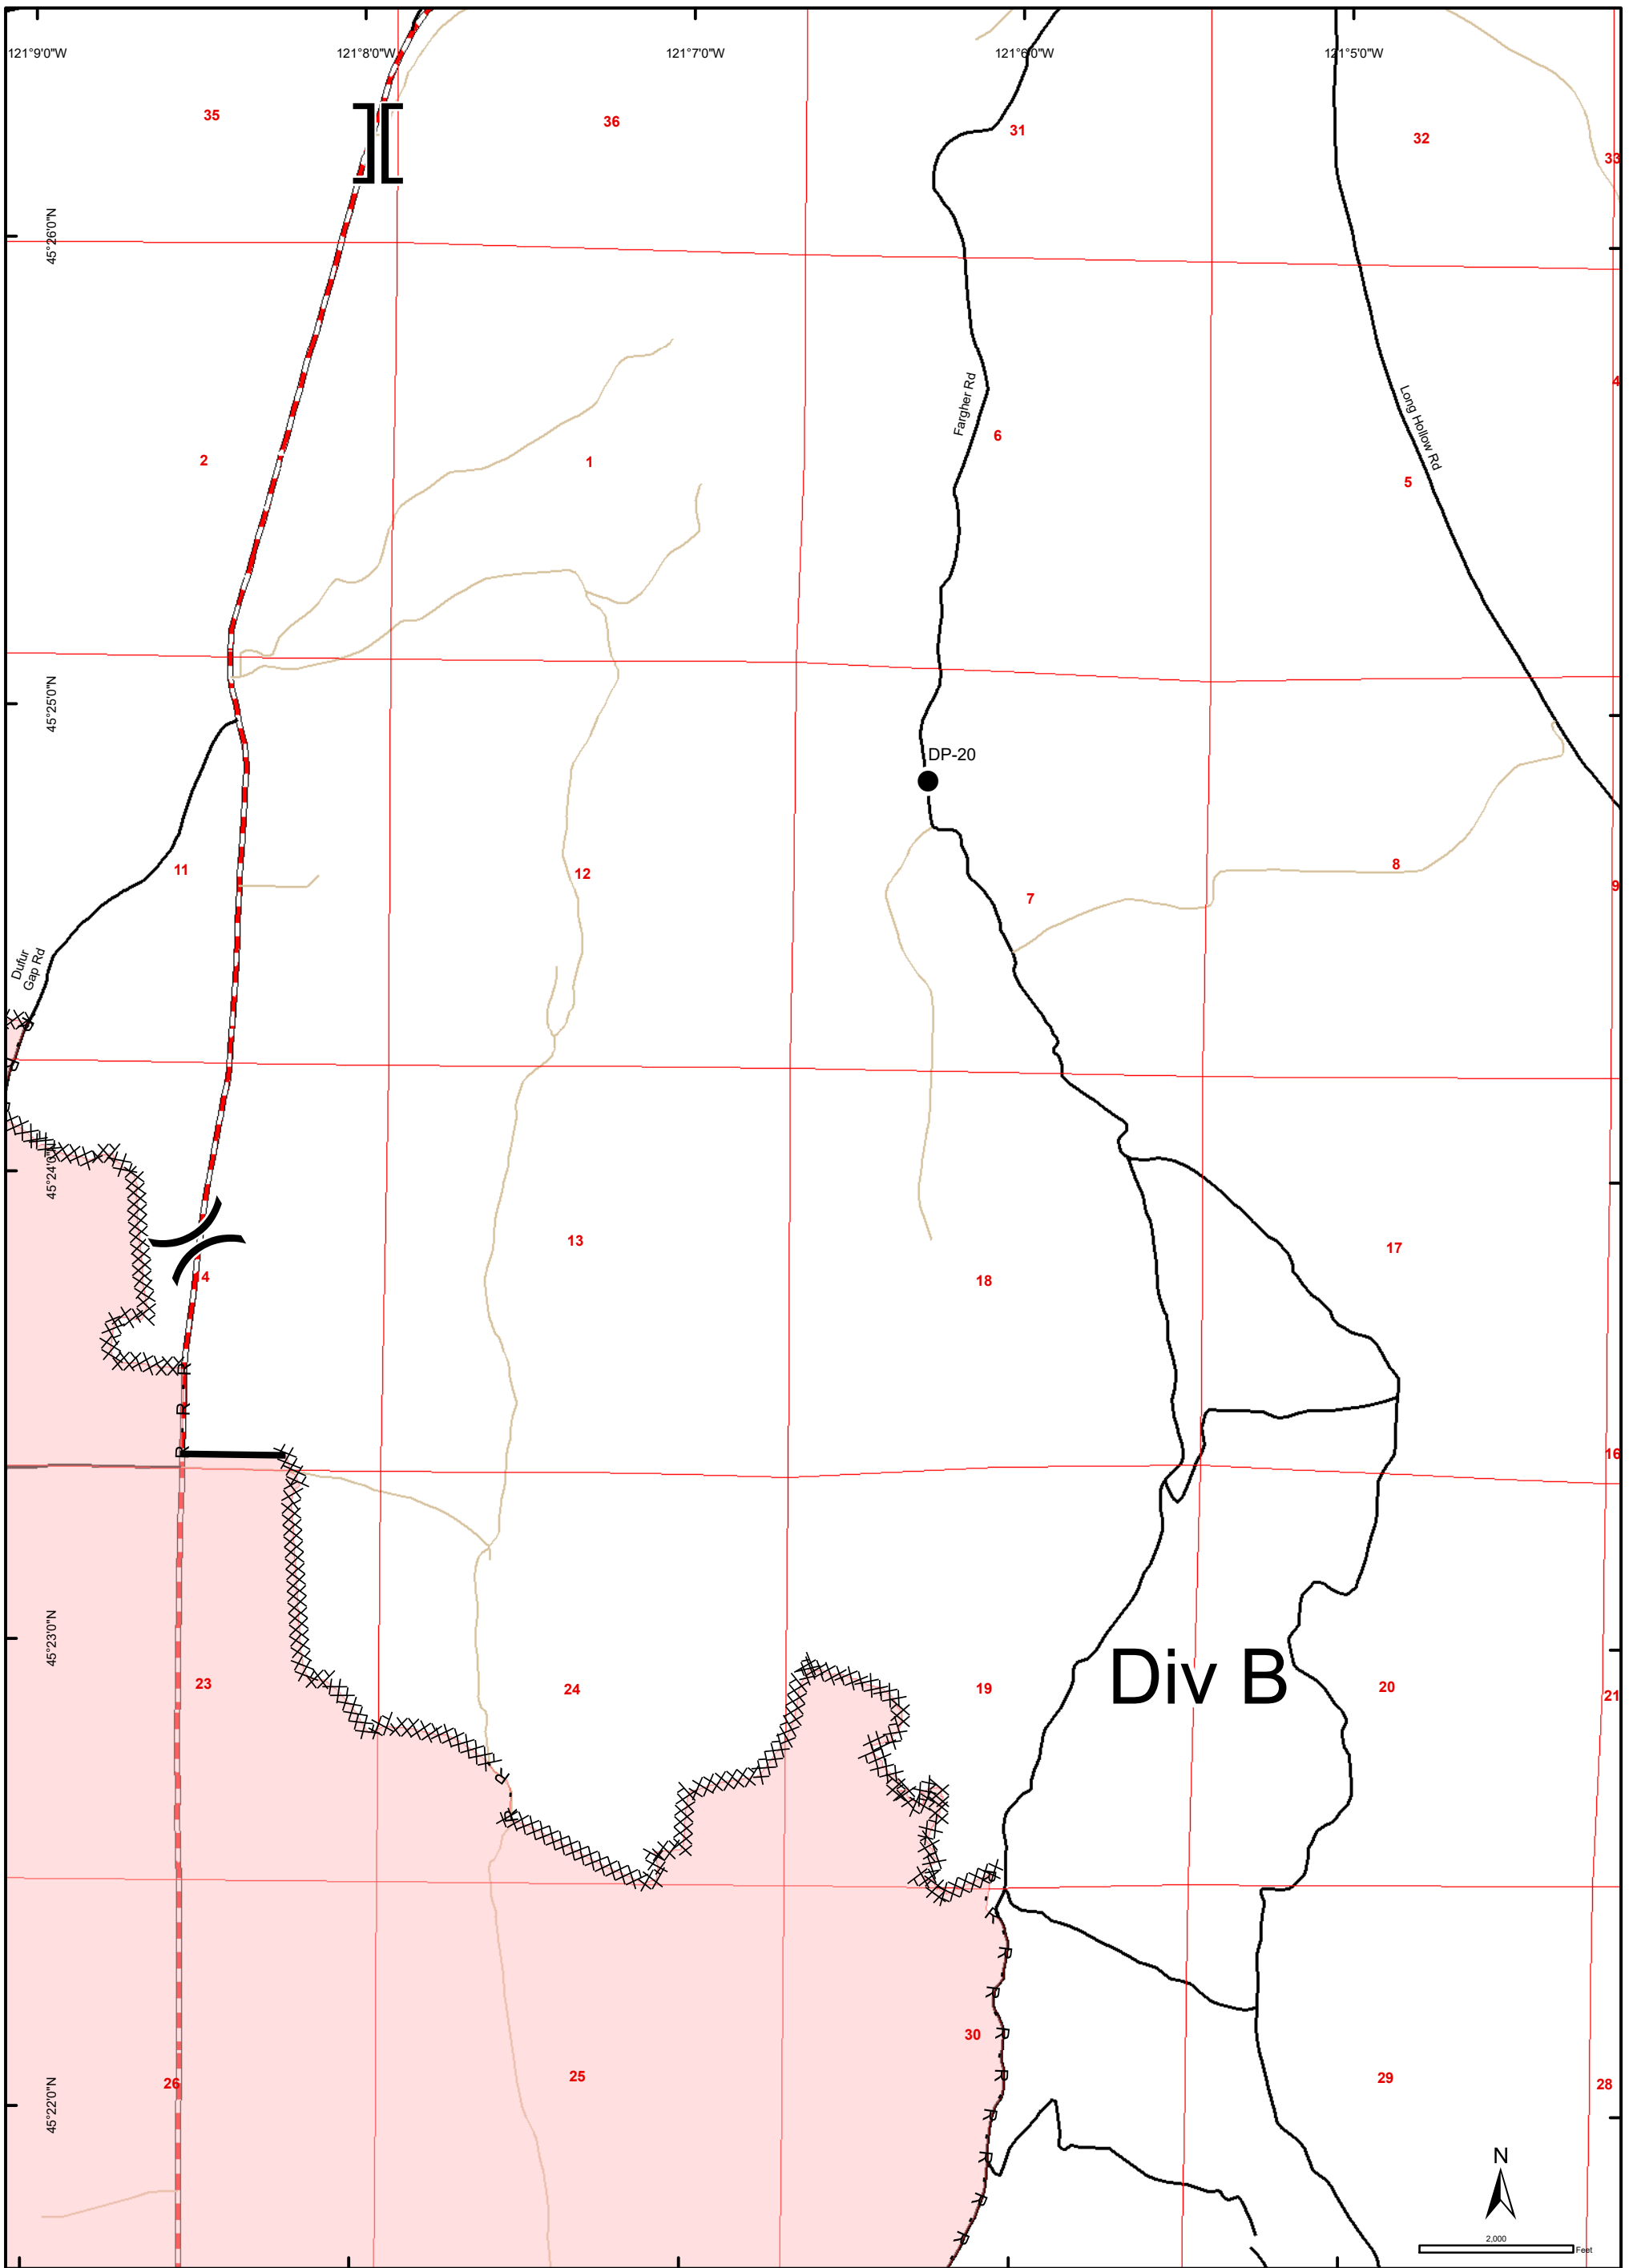 121°9'0"W
121°8'0"W
121°7'0"W
121°6'0"W
121°5'0"W
35
36
31
32
33
45°26'0"N
4
Fargher Rd
Long Hollow Rd
6
2
1
5
45°25'0"N
DP-20
11
12
7
8
9
Dufur
Gap Rd
R
R
45°24'0"N
13
17
4
18
R
R
R
16
45°23'0"N
Div B
23
24
19
20
21
R
R
R
R
R
R
30
R
R
26
25
29
28
45°22'0"N
R
R
R
R
N
2,000
Feet